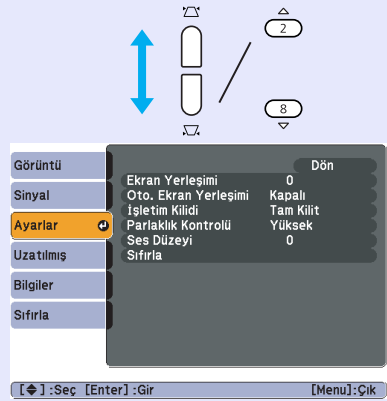 2
8
Görüntü
Sinyal
Ayarlar
Uzatılmış
Bilgiler
Sıfırla
Dön
Ekran Yerleşimi 0
Oto. Ekran Yerleşimi Kapalı
İşletim Kilidi Tam Kilit
Parlaklık Kontrolü Yüksek
Ses Düzeyi 0
Sıfırla
[ ] :Seç [Enter] :Gir [Menu]:Çık